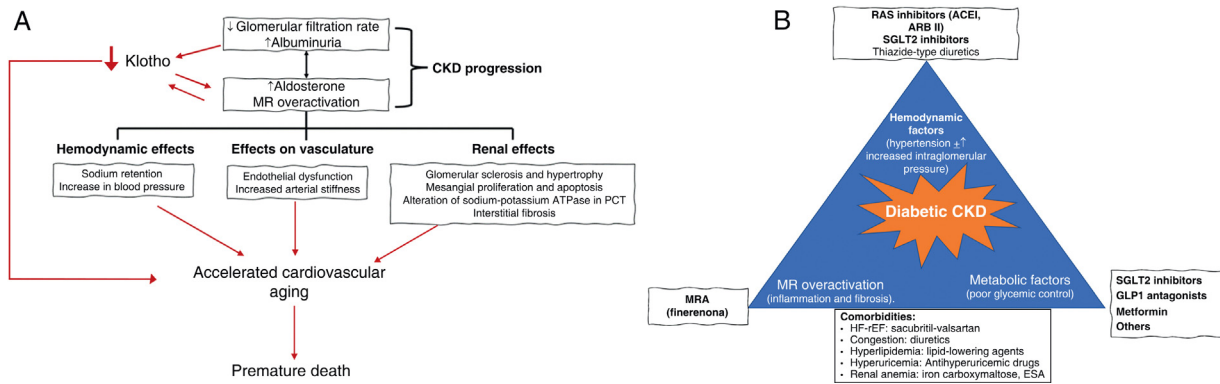 A
↓ Glomerular filtration rate
↑Albuminuria
Klotho
CKD progression
↑Aldosterone
MR overactivation
Hemodynamic effects
Sodium retention
Increase in blood pressure
Effects on vasculature
Endothelial dysfunction
Increased arterial stiffness
Renal effects
Glomerular sclerosis and hypertrophy
Mesangial proliferation and apoptosis
Alteration of sodium-potassium ATPase in PCT
Interstitial fibrosis
Accelerated cardiovascular
aging
Premature death
B
RAS inhibitors (ACEI,
ARB II)
SGLT2 inhibitors
Thiazide-type diuretics
Hemodynamic
factors
(hypertension ±↑
increased intraglomerular
pressure)
Diabetic CKD
MR overactivation
(inflammation and fibrosis).
Metabolic factors
(poor glycemic control)
MRA
(finerenona)
SGLT2 inhibitors
GLP1 antagonists
Metformin
Others
Comorbidities:
• HF-rEF: sacubritil-valsartan
• Congestion: diuretics
• Hyperlipidemia: lipid-lowering agents
• Hyperuricemia: Antihyperuricemic drugs
• Renal anemia: iron carboxymaltose, ESA